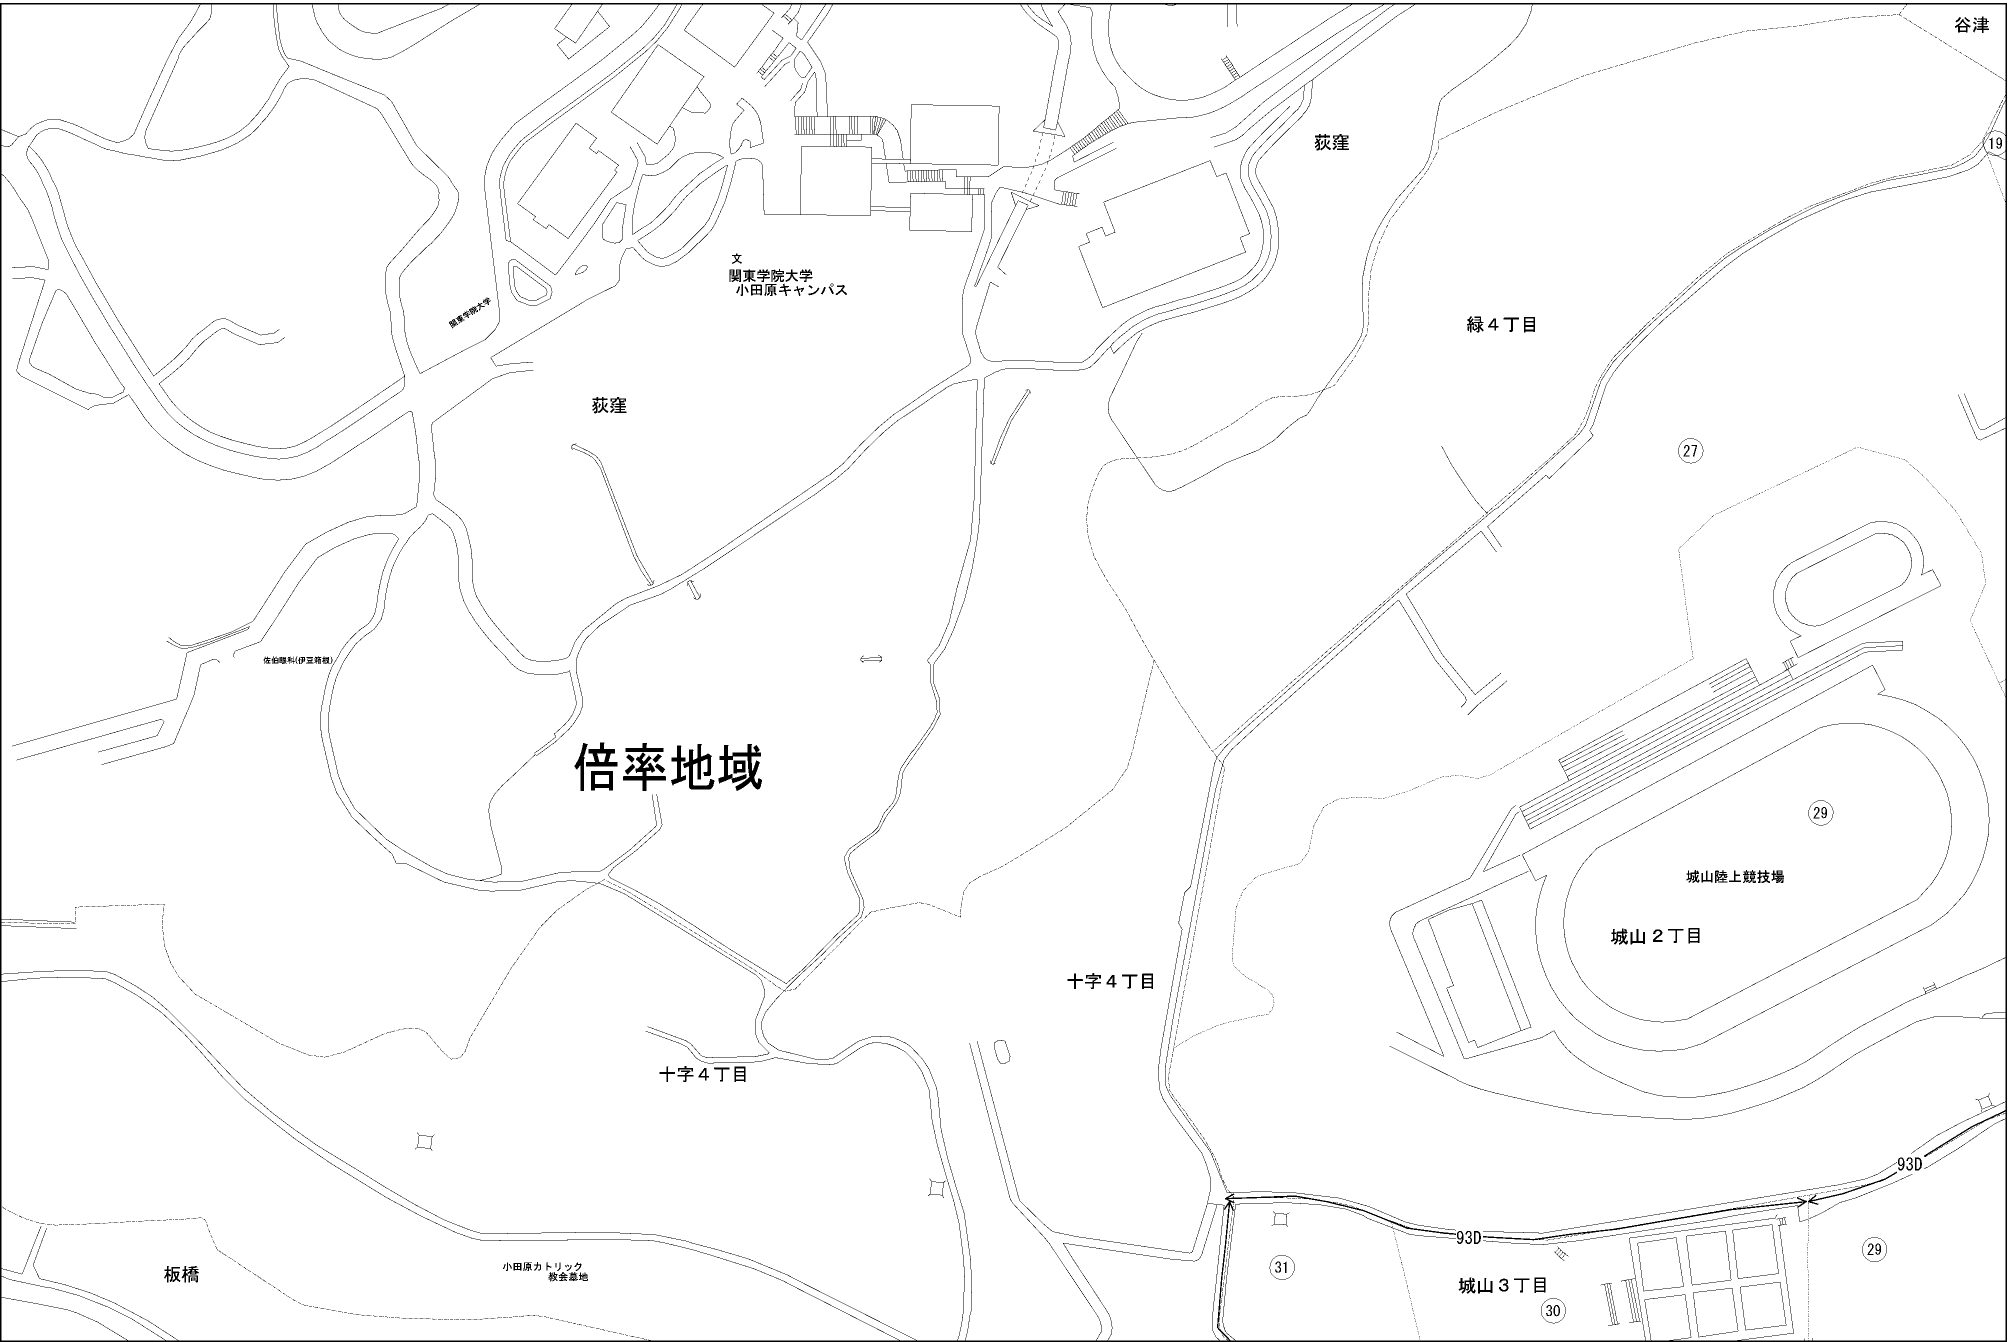 谷津
荻窪
19
文
関東学院大学
小田原キャンパス
関東学院大学
緑4丁目
荻窪
27
佐伯眼科(伊豆箱根)
倍率地域
29
城山陸上競技場
城山2丁目
十字4丁目
十字4丁目
93D
93D
29
31
板橋
小田原カトリック
教会墓地
城山3丁目
30